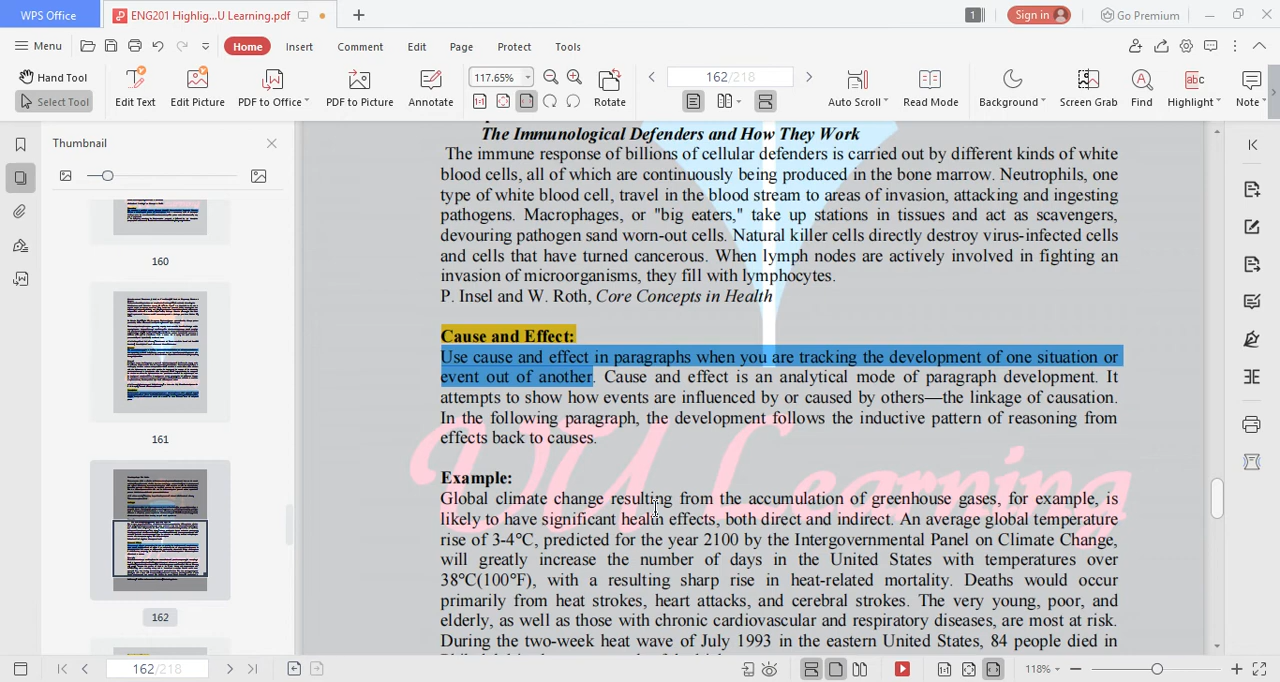 WPS Office
ENG201 Highlig...U Learning.pdf
1
Sign in
Go Premium
Menu
Home
Insert
Comment
Edit
Page
Protect
Tools
Hand Tool
Select Tool
Edit Text
Edit Picture
PDF to Office
PDF to Picture
Annotate
117.65%
Rotate
162/218
Auto Scroll
Read Mode
Background
Screen Grab
Find
Highlight
Note
Thumbnail
160
161
162
The Immunological Defenders and How They Work
The immune response of billions of cellular defenders is carried out by different kinds of white
blood cells, all of which are continuously being produced in the bone marrow. Neutrophils, one
type of white blood cell, travel in the blood stream to areas of invasion, attacking and ingesting
pathogens. Macrophages, or "big eaters," take up stations in tissues and act as scavengers,
devouring pathogen sand worn-out cells. Natural killer cells directly destroy virus-infected cells
and cells that have turned cancerous. When lymph nodes are actively involved in fighting an
invasion of microorganisms, they fill with lymphocytes.
P. Insel and W. Roth, Core Concepts in Health
Cause and Effect:
Use cause and effect in paragraphs when you are tracking the development of one situation or
event out of another. Cause and effect is an analytical mode of paragraph development. It
attempts to show how events are influenced by or caused by others—the linkage of causation.
In the following paragraph, the development follows the inductive pattern of reasoning from
effects back to causes.
VU Learning
Example:
Global climate change resulting from the accumulation of greenhouse gases, for example, is
likely to have significant health effects, both direct and indirect. An average global temperature
rise of 3-4°C, predicted for the year 2100 by the Intergovernmental Panel on Climate Change,
will greatly increase the number of days in the United States with temperatures over
38°C(100°F), with a resulting sharp rise in heat-related mortality. Deaths would occur
primarily from heat strokes, heart attacks, and cerebral strokes. The very young, poor, and
elderly, as well as those with chronic cardiovascular and respiratory diseases, are most at risk.
During the two-week heat wave of July 1993 in the eastern United States, 84 people died in
162/218
118%